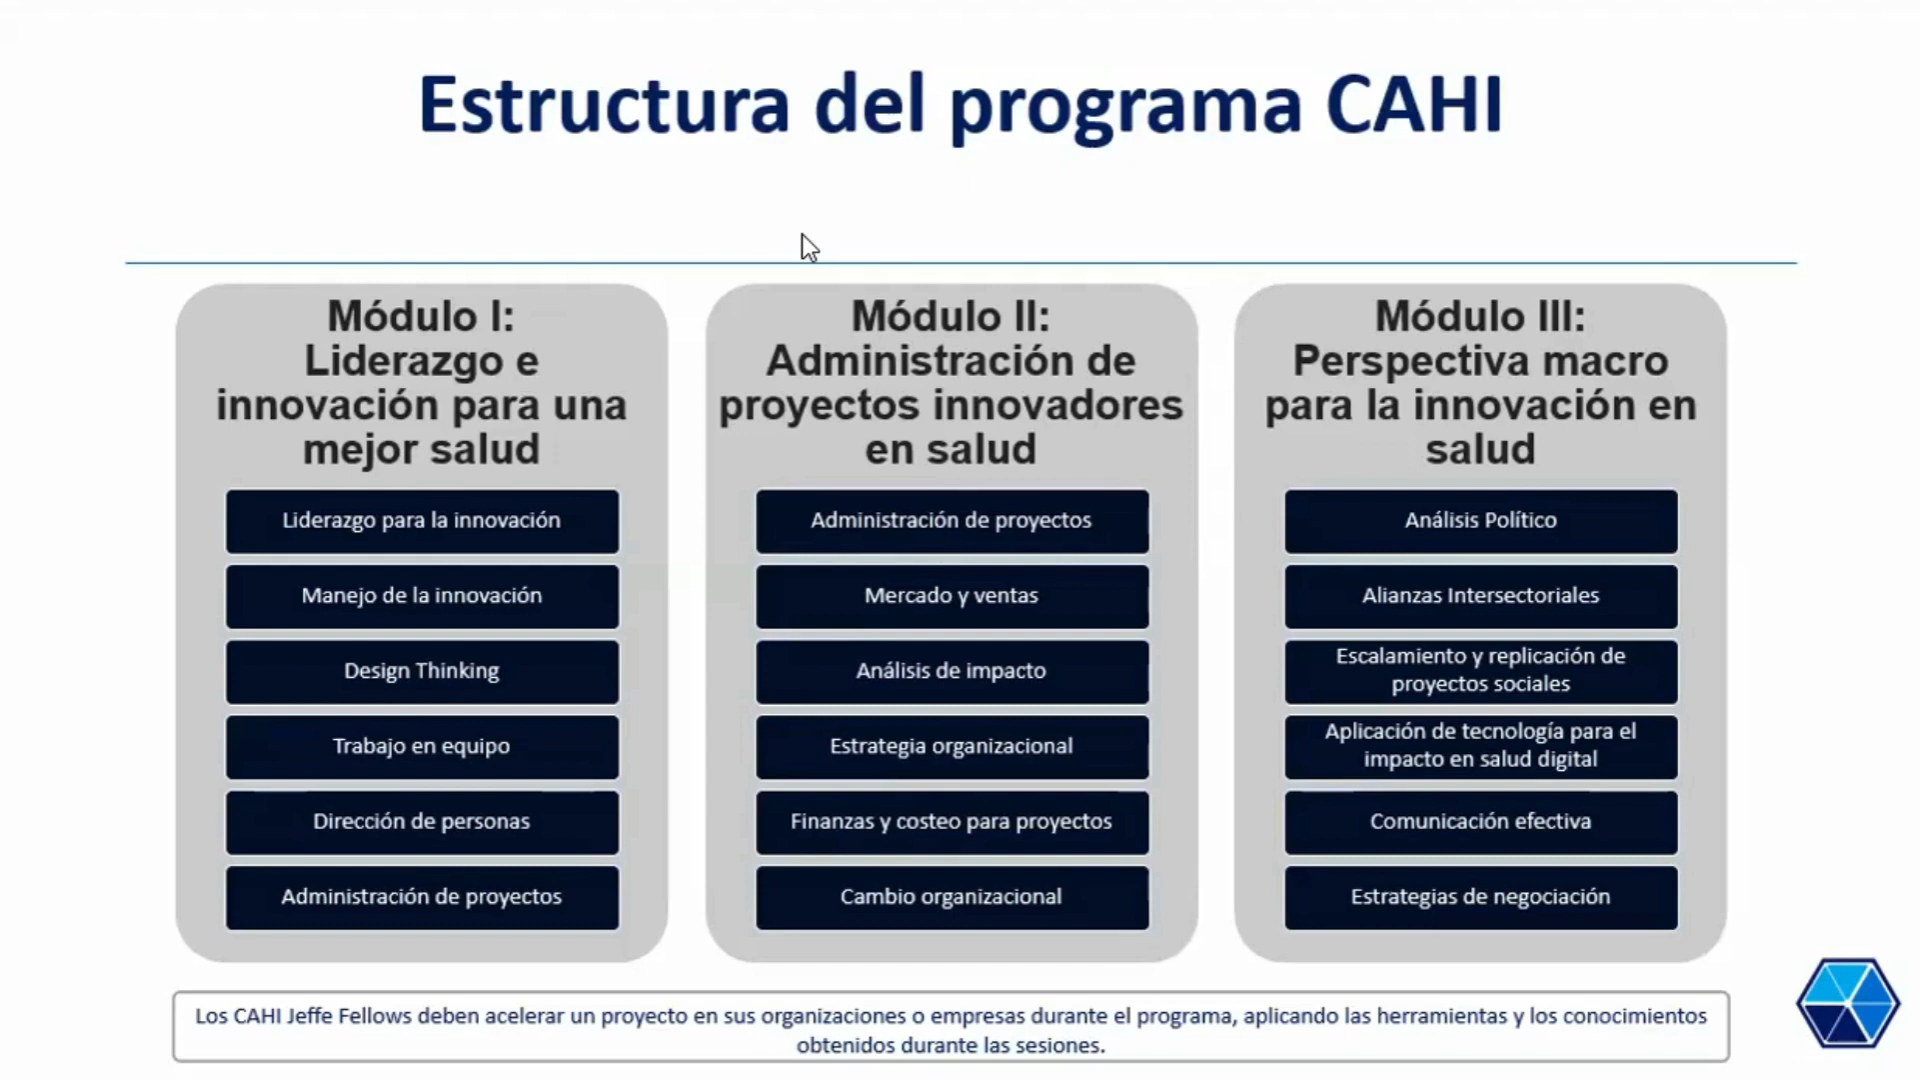 Estructura del programa CAHI
Módulo I:
Liderazgo e
innovación para una
mejor salud
Liderazgo para la innovación
Manejo de la innovación
Design Thinking
Trabajo en equipo
Dirección de personas
Administración de proyectos
Módulo II:
Administración de
proyectos innovadores
en salud
Administración de proyectos
Mercado y ventas
Análisis de impacto
Estrategia organizacional
Finanzas y costeo para proyectos
Cambio organizacional
Módulo III:
Perspectiva macro
para la innovación en
salud
Análisis Político
Alianzas Intersectoriales
Escalamiento y replicación de
proyectos sociales
Aplicación de tecnología para el
impacto en salud digital
Comunicación efectiva
Estrategias de negociación
Los CAHI Jeffe Fellows deben acelerar un proyecto en sus organizaciones o empresas durante el programa, aplicando las herramientas y los conocimientos
obtenidos durante las sesiones.